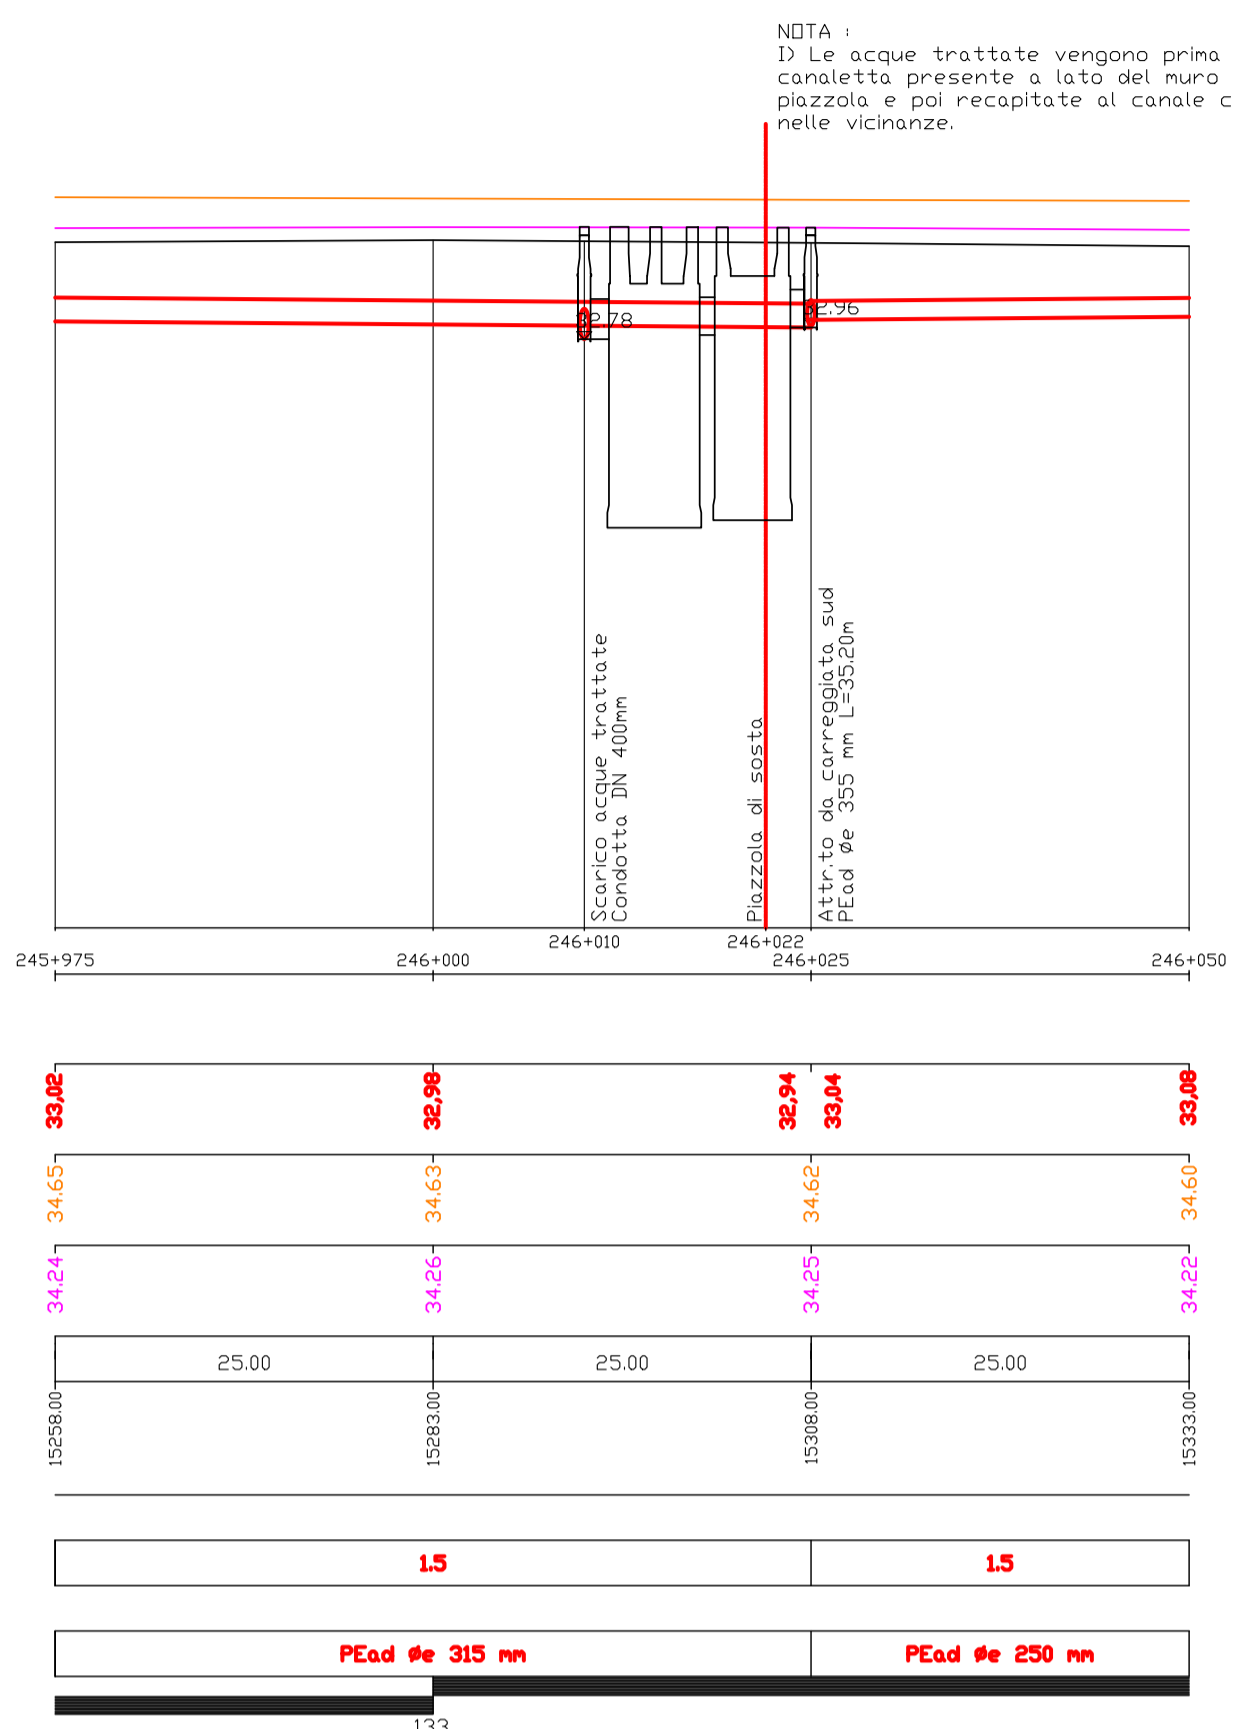 NOTA :
I) Le acque trattate vengono prima
canaletta presente a lato del muro
piazzola e poi recapitate al canale c
nelle vicinanze.
32.78
32.96
Scarico acque trattate
Condotta DN 400mm
Piazzola di sosta
Attr.to da carreggiata sud
PEad øe 355 mm L=35.20m
246+010
246+022
245+975
246+000
246+025
246+050
33,02
32,98
32,94
33,04
33,08
34.65
34.63
34.62
34.60
34.24
34.26
34.25
34.22
25.00
25.00
25.00
15258.00
15283.00
15308.00
15333.00
1.5
1.5
PEad øe 315 mm
PEad øe 250 mm
133